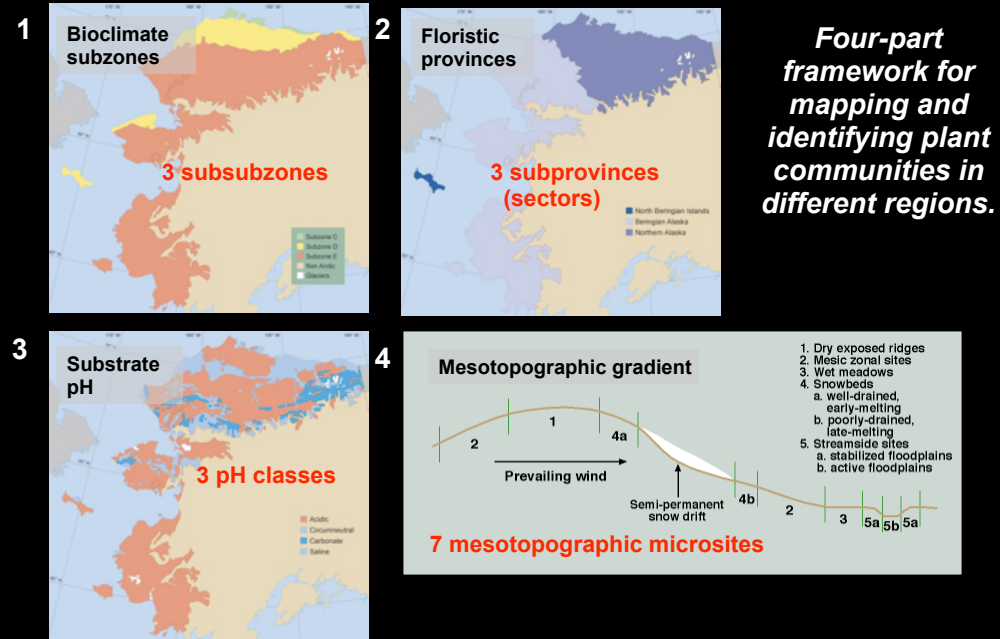 1
Bioclimate
subzones
3 subsubzones
Subzone C
Subzone D
Subzone E
Non Arctic
Glaciers
2
Floristic
provinces
3 subprovinces
(sectors)
North Beringian Islands
Beringian Alaska
Northern Alaska
Four-part
framework for
mapping and
identifying plant
communities in
different regions.
3
Substrate
pH
3 pH classes
Acidic
Circumneutral
Carbonate
Saline
4
Mesotopographic gradient
1. Dry exposed ridges
2. Mesic zonal sites
3. Wet meadows
4. Snowbeds
a. well-drained,
early-melting
b. poorly-drained,
late-melting
5. Streamside sites
a. stabilized floodplains
b. active floodplains
2
1
4a
Prevailing wind
Semi-permanent
snow drift
4b
2
3
5a
5b
5a
7 mesotopographic microsites